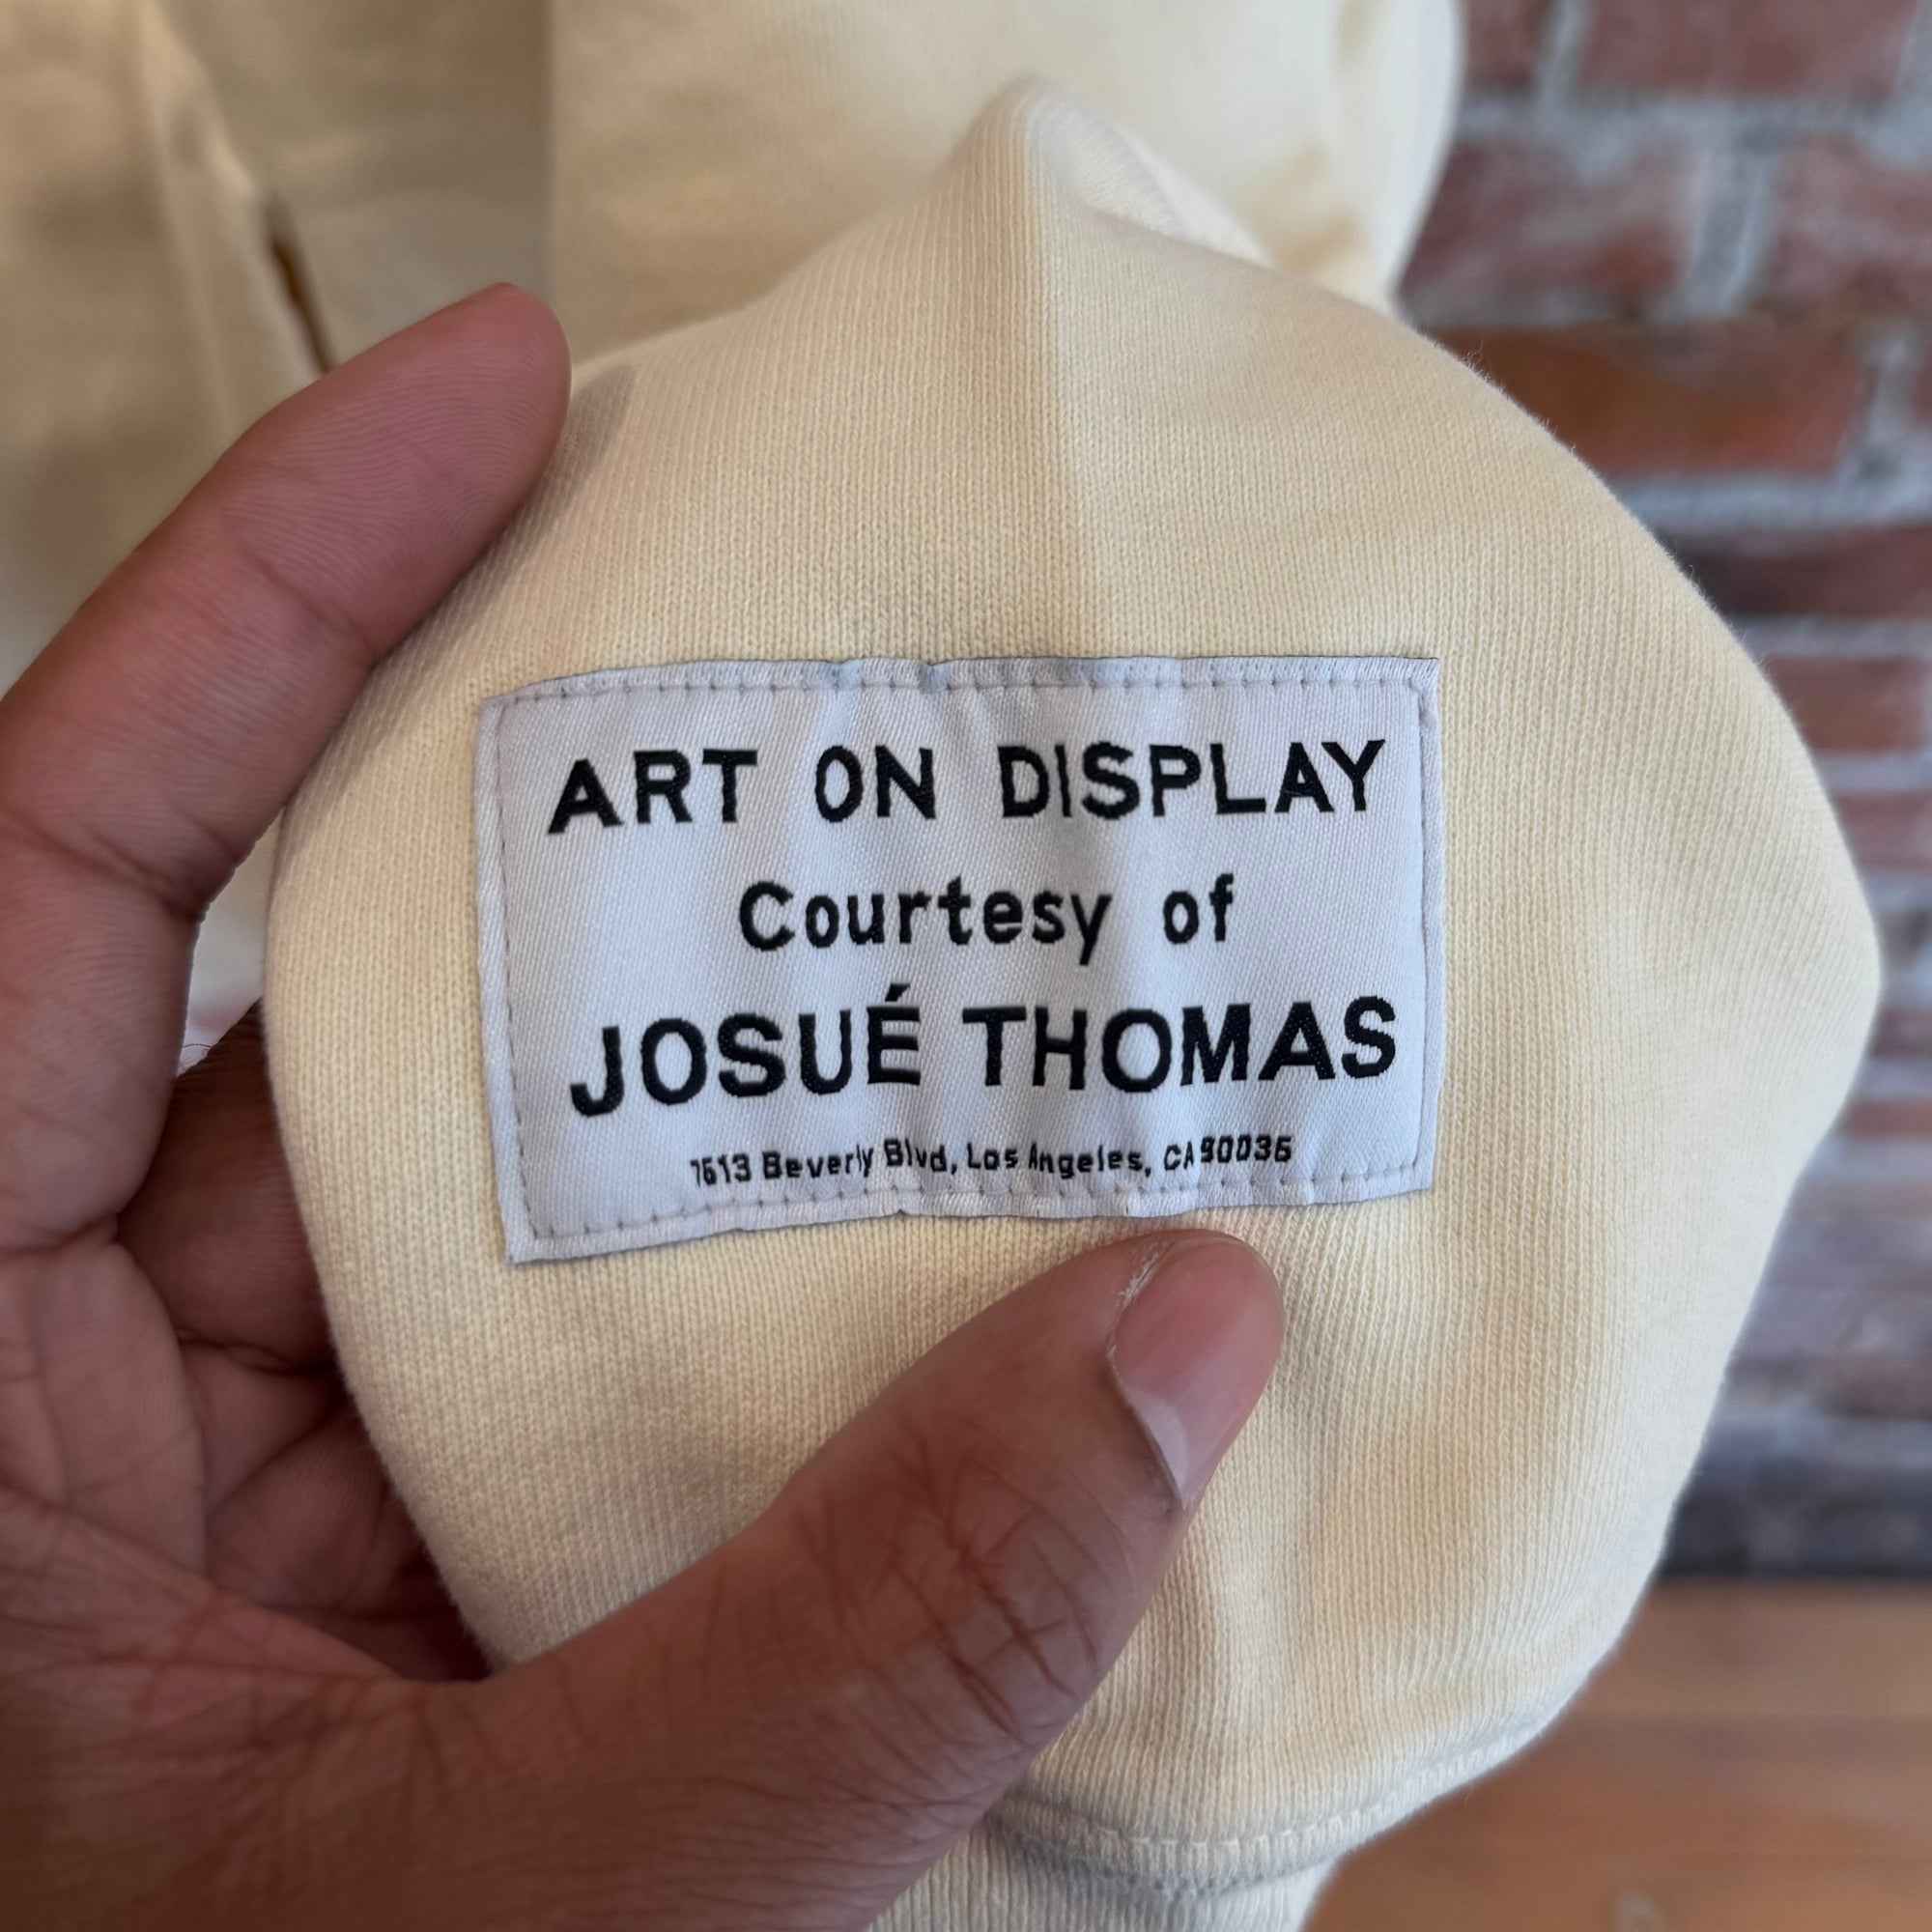 ART ON DISPLAY
Courtesy of
JOSUÉ THOMAS
7613 Beverly Blvd, Los Angeles, CA 90036